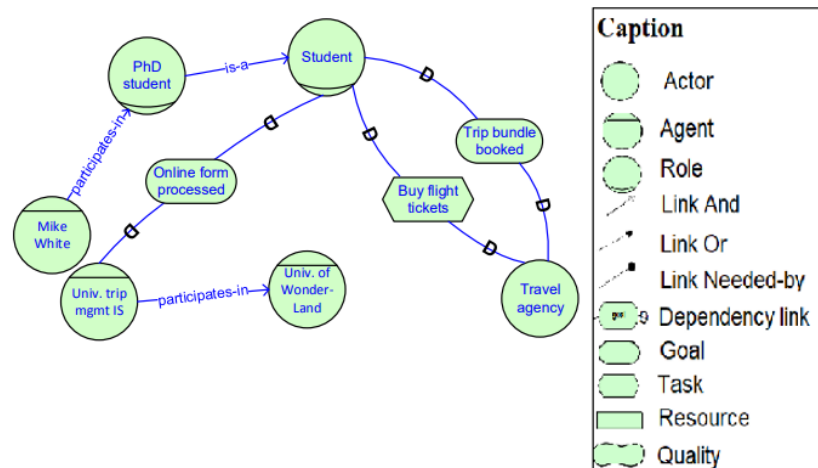 PhD
student
is-a
Student
participates-in
Online form
processed
Trip bundle
booked
Buy flight
tickets
Mike
White
Univ. trip
mgmt IS
participates-in
Univ. of
Wonder-
Land
Travel
agency
D
D
D
D
D
D
Caption
Actor
Agent
Role
Link And
Link Or
Link Needed-by
goal
Dependency link
Goal
Task
Resource
Quality